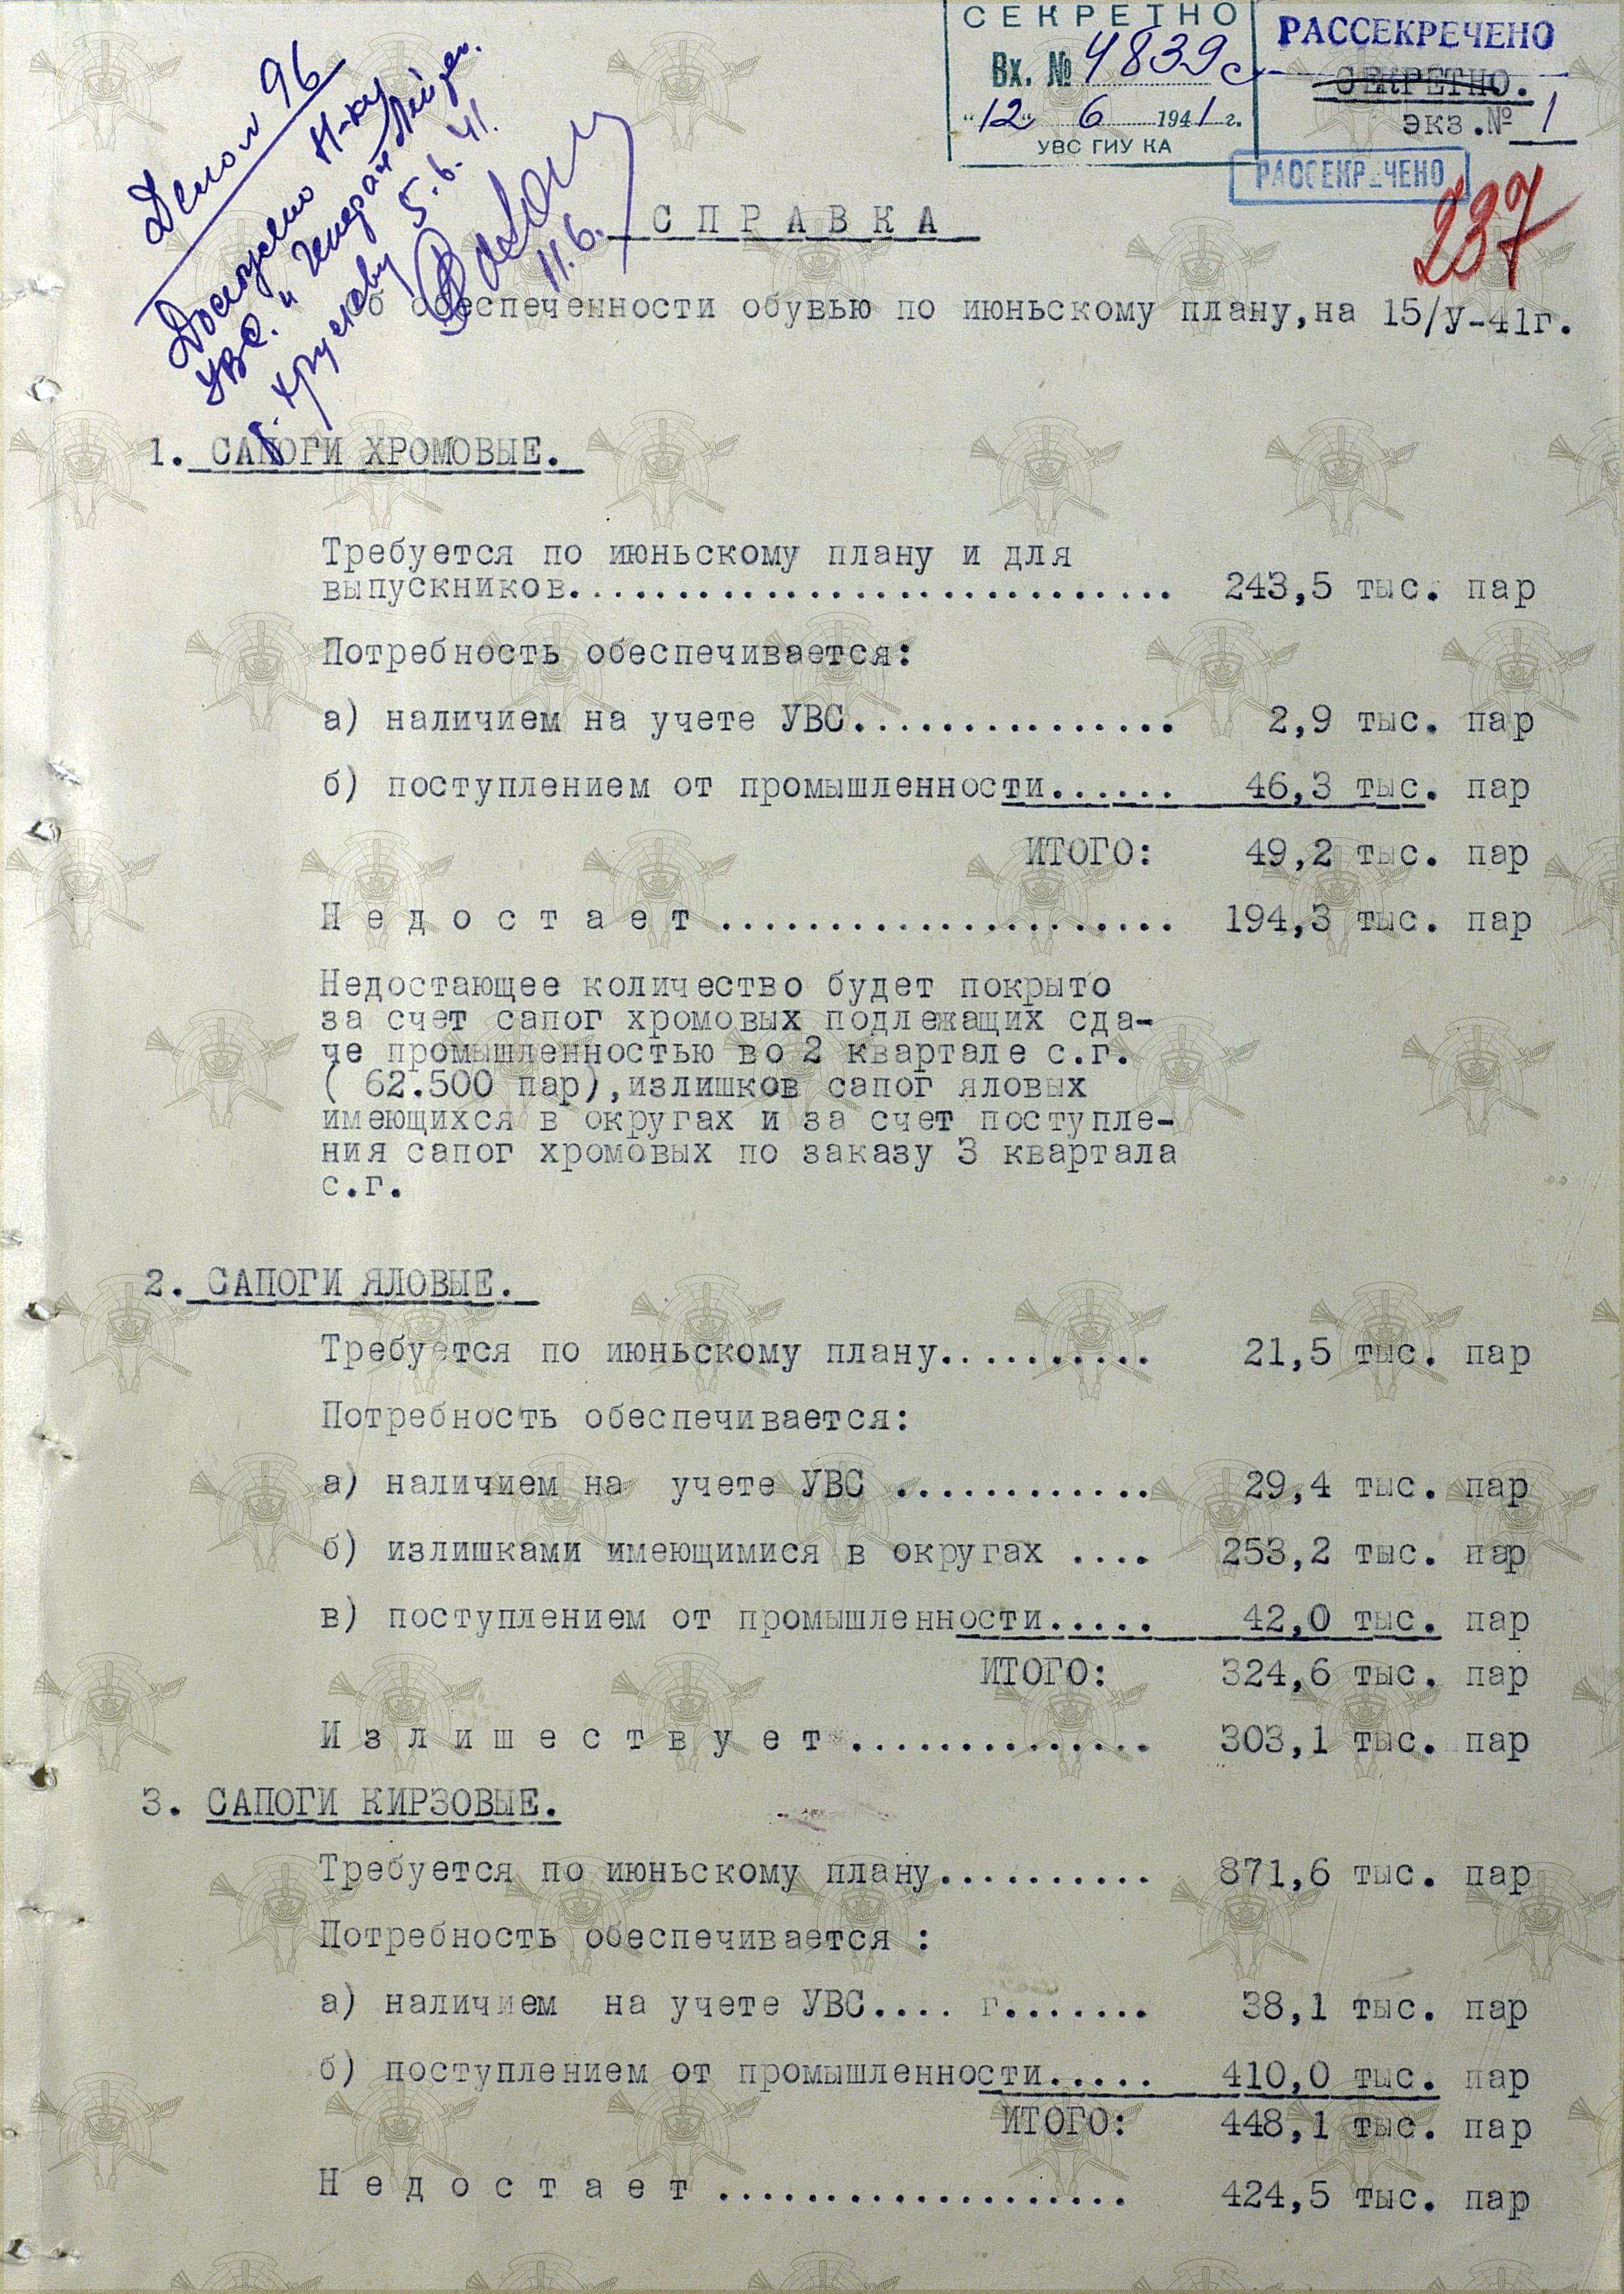 СЕКРЕТНО
Вх. № 4839с
"12" 6 1941 г.
УВС ГИУ КА
РАССЕКРЕЧЕНО
СЕКРЕТНО.
экз.№ 1
РАССЕКРЕЧЕНО
237
Доложено Н-ку
УВС. и
Хрулеву 5.6.41.
11.6.
СПРАВКА
об обеспеченности обувью по июньскому плану,на 15/У-41г.
1. САПОГИ ХРОМОВЫЕ.
Требуется по июньскому плану и для
выпускников............................ 243,5 тыс. пар
Потребность обеспечивается:
а) наличием на учете УВС............... 2,9 тыс. пар
б) поступлением от промышленности...... 46,3 тыс. пар
ИТОГО: 49,2 тыс. пар
Недостает..................... 194,3 тыс. пар
Недостающее количество будет покрыто
за счет сапог хромовых подлежащих сда-
че промышленностью во 2 квартале с.г.
( 62.500 пар),излишков сапог яловых
имеющихся в округах и за счет поступле-
ния сапог хромовых по заказу 3 квартала
с.г.
2. САПОГИ ЯЛОВЫЕ.
Требуется по июньскому плану.......... 21,5 тыс. пар
Потребность обеспечивается:
а) наличием на учете УВС ............ 29,4 тыс. пар
б) излишками имеющимися в округах .... 253,2 тыс. пар
в) поступлением от промышленности..... 42,0 тыс. пар
ИТОГО: 324,6 тыс. пар
Излишествует.............. 303,1 тыс. пар
3. САПОГИ КИРЗОВЫЕ.
Требуется по июньскому плану.......... 871,6 тыс. пар
Потребность обеспечивается :
а) наличием на учете УВС.... г....... 38,1 тыс. пар
б) поступлением от промышленности..... 410,0 тыс. пар
ИТОГО: 448,1 тыс. пар
Недостает................... 424,5 тыс. пар